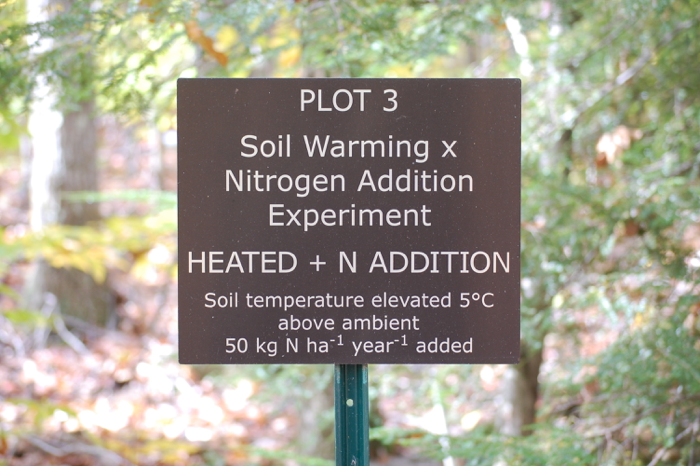 PLOT 3
Soil Warming x
Nitrogen Addition
Experiment
HEATED + N ADDITION
Soil temperature elevated 5°C
above ambient
50 kg N ha⁻¹ year⁻¹ added